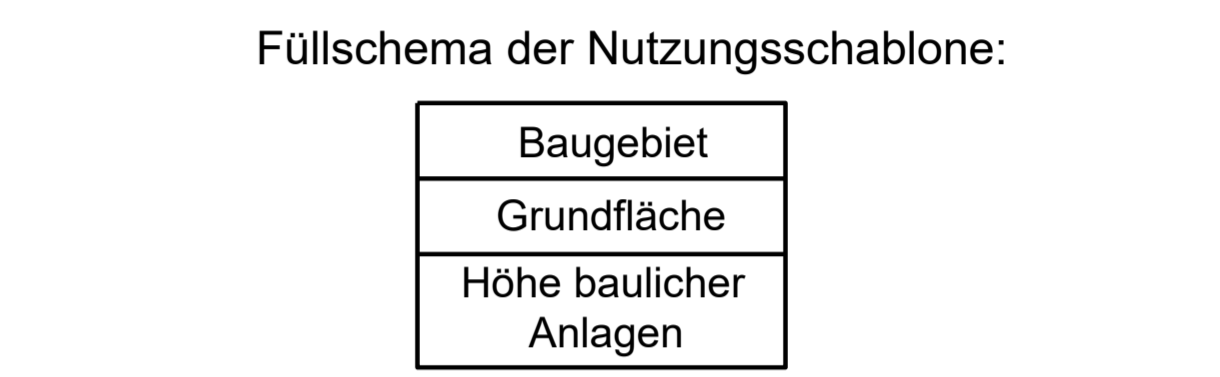 Füllschema der Nutzungsschablone:
Baugebiet
Grundfläche
Höhe baulicher
Anlagen